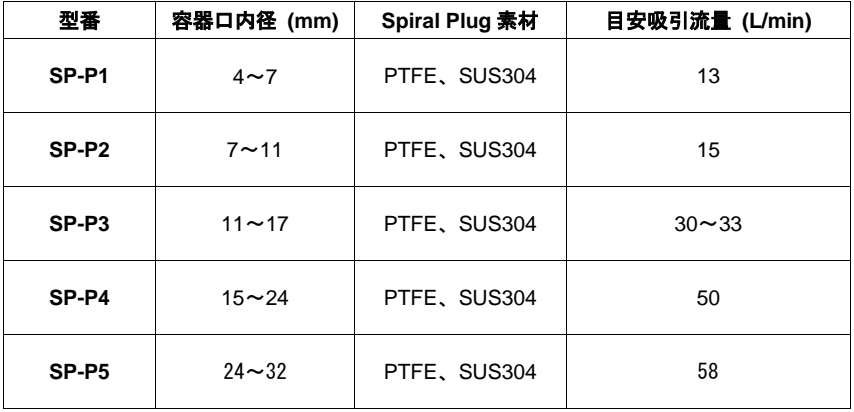 型番 容器口内径 (mm) Spiral Plug 素材 目安吸引流量 (L/min)
SP-P1 4～7 PTFE、SUS304 13
SP-P2 7～11 PTFE、SUS304 15
SP-P3 11～17 PTFE、SUS304 30～33
SP-P4 15～24 PTFE、SUS304 50
SP-P5 24～32 PTFE、SUS304 58